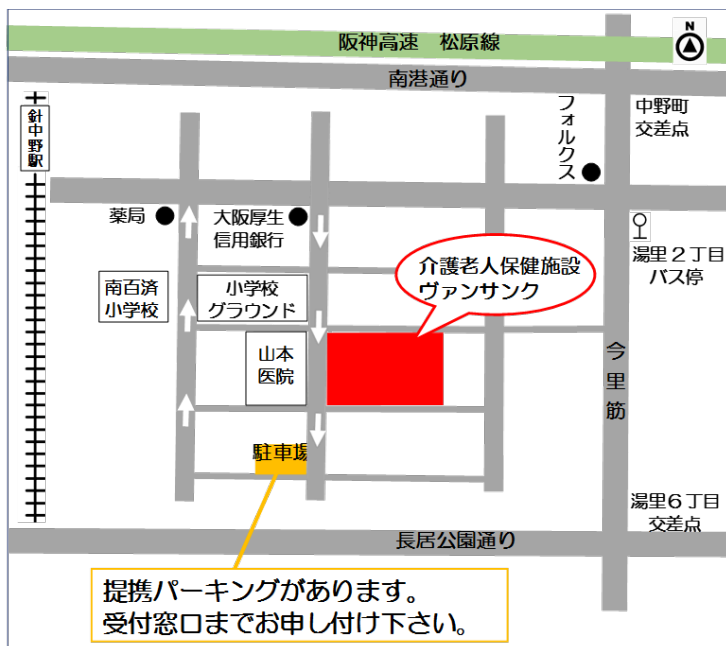 阪神高速　松原線
N
南港通り
針中野駅
フォルクス
中野町
交差点
薬局
大阪厚生
信用銀行
湯里２丁目
バス停
介護老人保健施設
ヴァンサンク
南百済
小学校
小学校
グラウンド
山本
医院
今里筋
駐車場
湯里６丁目
交差点
長居公園通り
提携パーキングがあります。
受付窓口までお申し付け下さい。